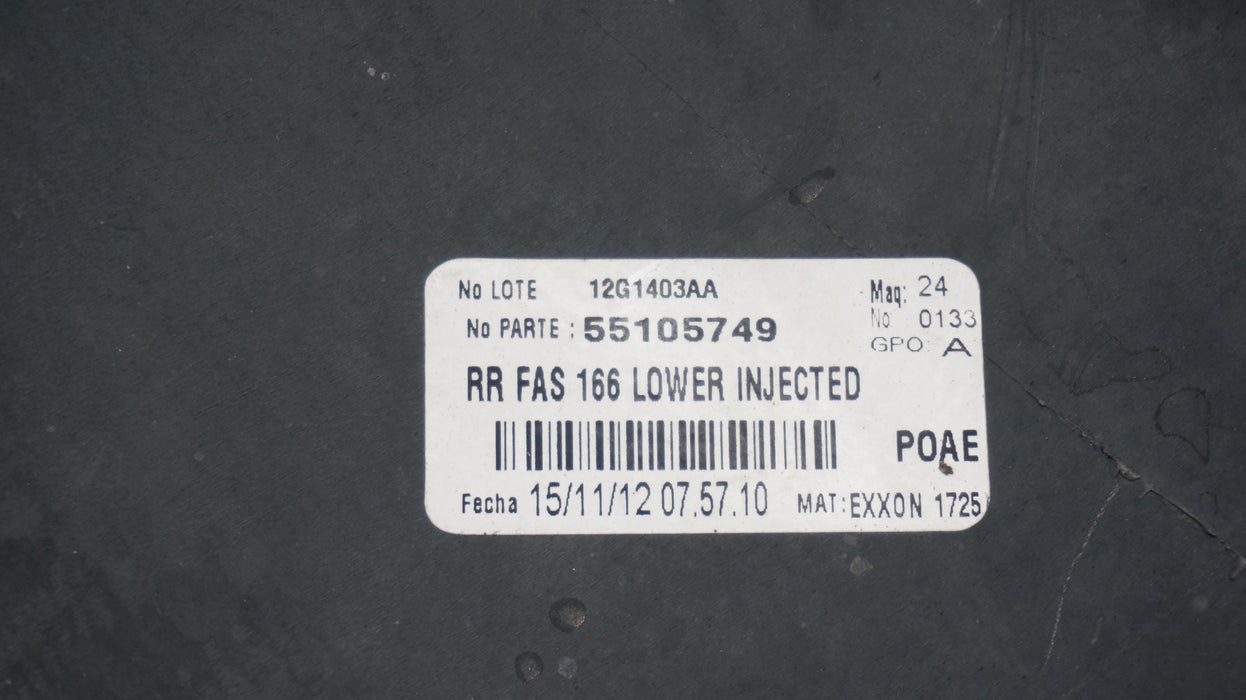 No LOTE 12G1403AA Maq: 24
No PARTE : 55105749 No 0133
GPO: A
RR FAS 166 LOWER INJECTED
POAE
Fecha 15/11/12 07.57.10 MAT:EXXON 1725